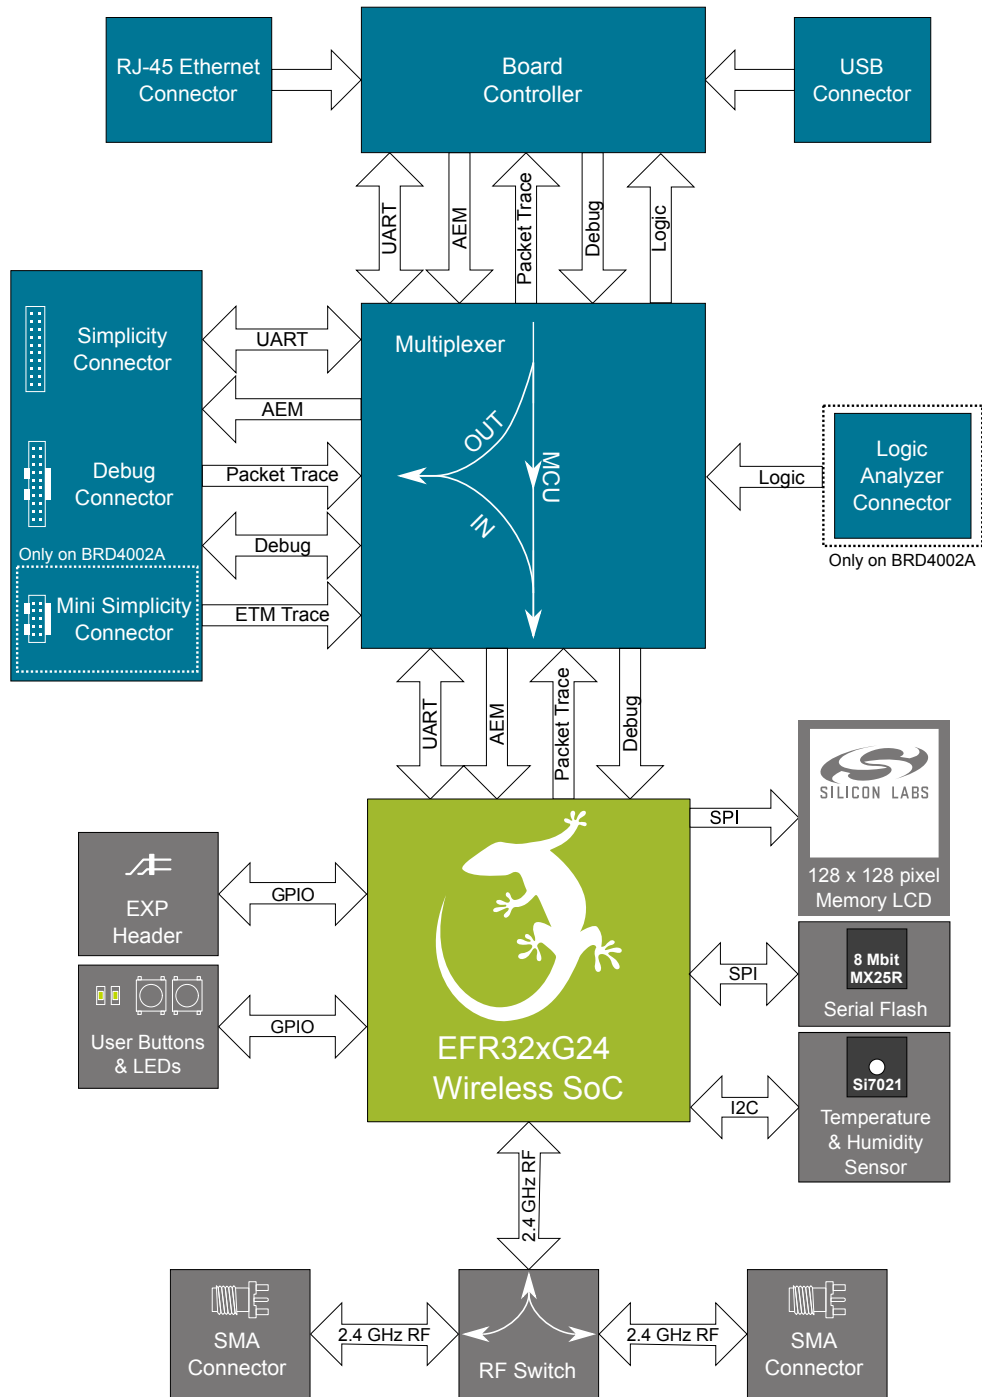 RJ-45 Ethernet
Connector
Board
Controller
USB
Connector
UART
AEM
Packet Trace
Debug
Logic
Simplicity
Connector
Debug
Connector
Only on BRD4002A
Mini Simplicity
Connector
UART
AEM
Packet Trace
Debug
ETM Trace
Multiplexer
OUT
MCU
IN
Logic
Logic
Analyzer
Connector
Only on BRD4002A
UART
AEM
Packet Trace
Debug
EXP
Header
GPIO
User Buttons
& LEDs
GPIO
EFR32xG24
Wireless SoC
SPI
SILICON LABS
128 x 128 pixel
Memory LCD
SPI
8 Mbit
MX25R
Serial Flash
I2C
Si7021
Temperature
& Humidity
Sensor
2.4 GHz RF
SMA
Connector
2.4 GHz RF
RF Switch
2.4 GHz RF
SMA
Connector